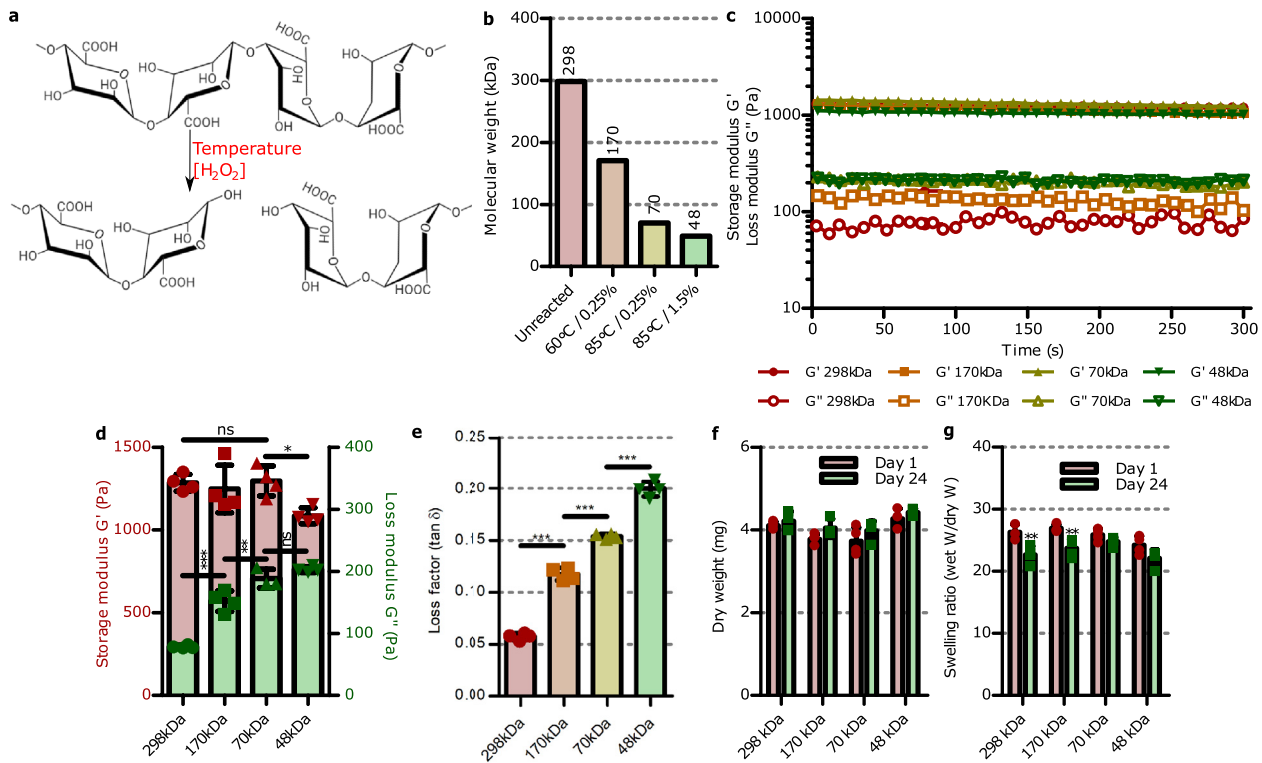 a
COOH
O
O
HO
OH
HO
HO
O
COOH
O
O
HOOC
HO
OH
O
HO
O
HOOC
O
Temperature
[H₂O₂]
COOH
O
O
HO
OH
HO
HO
OH
O
COOH
O
HOOC
HO
O
HO
OH
O
HO
O
HOOC
O
b
Molecular weight (kDa)
400
300
200
100
0
298
170
70
48
Unreacted
60°C / 0.25%
85°C / 0.25%
85°C / 1.5%
c
Storage modulus G'
Loss modulus G" (Pa)
10000
1000
100
10
0
50
100
150
200
250
300
Time (s)
G' 298kDa
G' 170kDa
G' 70kDa
G' 48kDa
G" 298kDa
G" 170KDa
G" 70kDa
G" 48kDa
d
Storage modulus G' (Pa)
1500
1000
500
0
ns
*
***
**
ns
400
300
200
100
0
Loss modulus G" (Pa)
298kDa
170kDa
70kDa
48kDa
e
Loss factor (tan δ)
0.25
0.20
0.15
0.10
0.05
0.00
***
***
***
298kDa
170kDa
70kDa
48kDa
f
Dry weight (mg)
6
4
2
0
Day 1
Day 24
298 kDa
170 kDa
70 kDa
48 kDa
g
Swelling ratio (wet W/dry W)
40
30
20
10
0
Day 1
Day 24
**
**
298 kDa
170 kDa
70 kDa
48 kDa